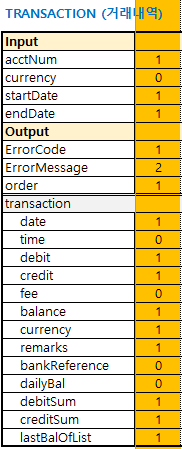 TRANSACTION (거래내역)
Input
acctNum 1
currency 0
startDate 1
endDate 1
Output
ErrorCode 1
ErrorMessage 2
order 1
transaction
date 1
time 0
debit 1
credit 1
fee 0
balance 1
currency 1
remarks 1
bankReference 0
dailyBal 0
debitSum 1
creditSum 1
lastBalOfList 1